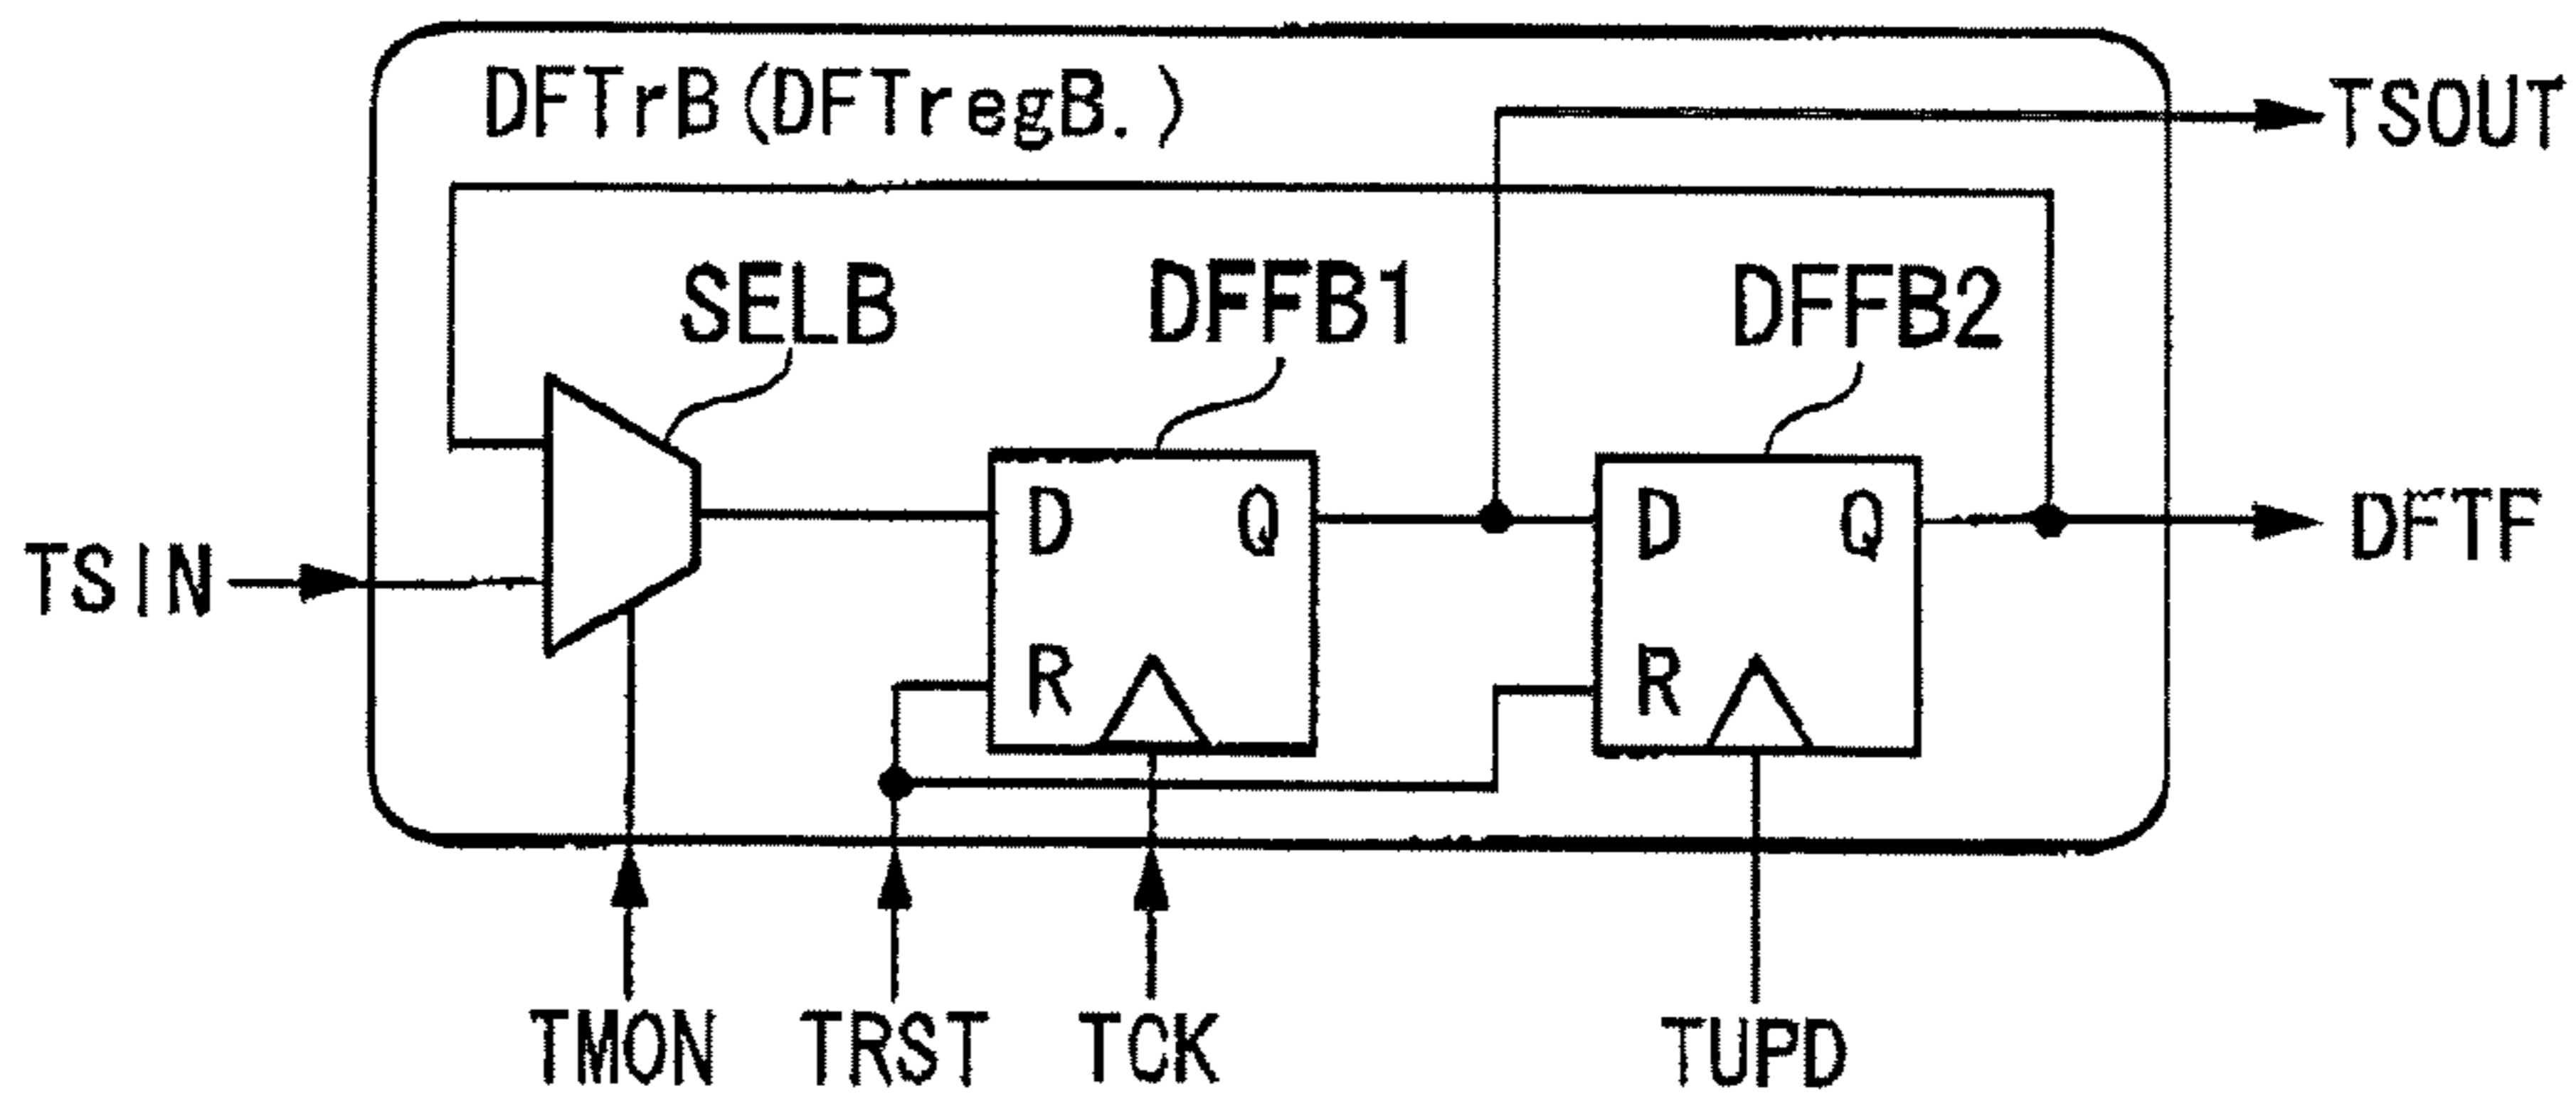 DFTrB(DFTregB.)
TSOUT
SELB
DFFB1
DFFB2
D
Q
D
Q
DFTF
TSIN
R
R
TMON
TRST
TCK
TUPD